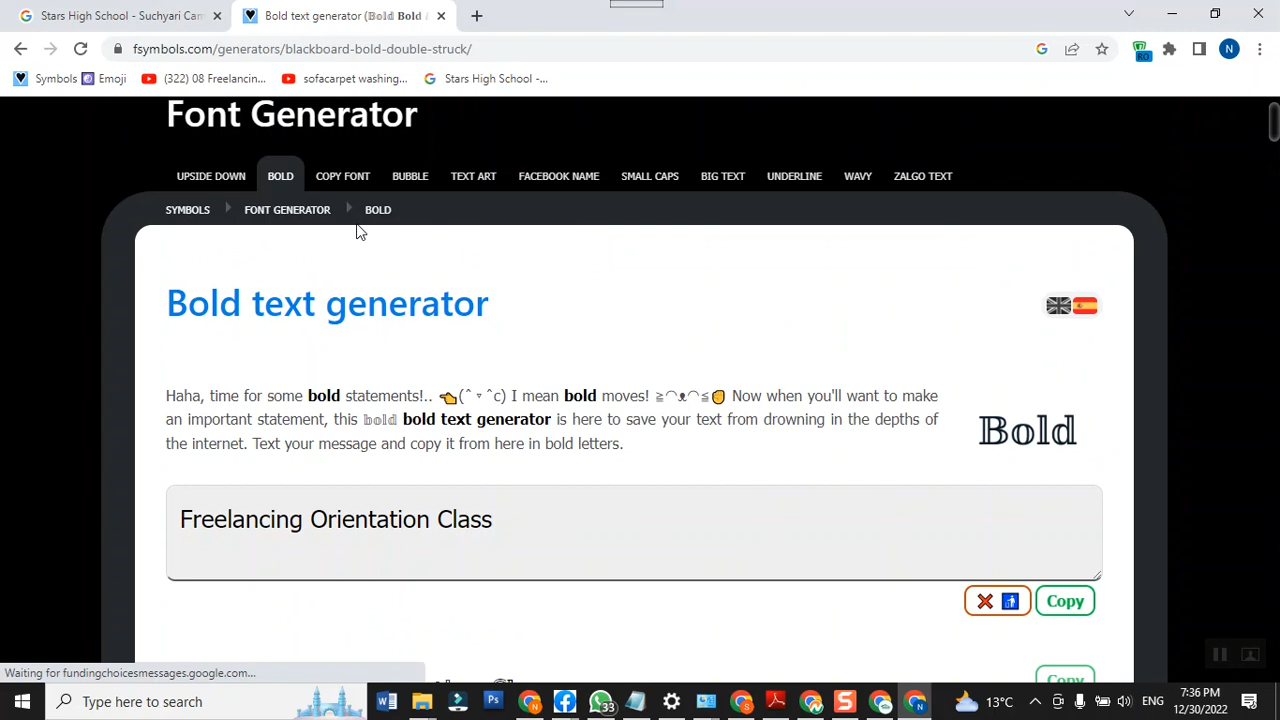 Stars High School - Suchyari Cam
Bold text generator (𝔹𝕠𝕝𝕕 𝐁𝐨𝐥𝐝 &
fsymbols.com/generators/blackboard-bold-double-struck/
RO
N
Symbols
Emoji
(322) 08 Freelancin...
sofacarpet washing...
Stars High School -...
Font Generator
UPSIDE DOWN
BOLD
COPY FONT
BUBBLE
TEXT ART
FACEBOOK NAME
SMALL CAPS
BIG TEXT
UNDERLINE
WAVY
ZALGO TEXT
SYMBOLS
FONT GENERATOR
BOLD
Bold text generator
Haha, time for some bold statements!.. 👈(ˆ▿ˆc) I mean bold moves! ≧◠ᴥ◠≦✊ Now when you'll want to make
an important statement, this 𝕓𝕠𝕝𝕕 bold text generator is here to save your text from drowning in the depths of
the internet. Text your message and copy it from here in bold letters.
𝔹𝕠𝕝𝕕
Freelancing Orientation Class
Copy
Copy
Waiting for fundingchoicesmessages.google.com...
Type here to search
33
13°C
ENG
7:36 PM
12/30/2022